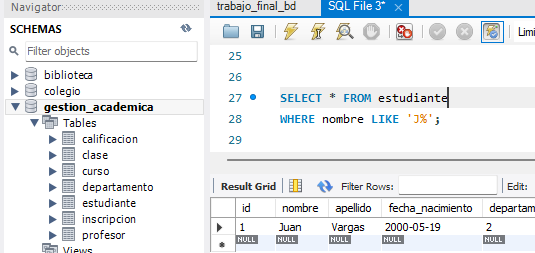 Navigator
SCHEMAS
Filter objects
biblioteca
colegio
gestion_academica
Tables
calificacion
clase
curso
departamento
estudiante
inscripcion
profesor
Views
trabajo_final_bd
SQL File 3*
Limi
25
26
27 SELECT * FROM estudiante
28 WHERE nombre LIKE 'J%';
29
Result Grid Filter Rows: Edit:
id nombre apellido fecha_nacimiento departam
1 Juan Vargas 2000-05-19 2
NULL NULL NULL NULL NULL